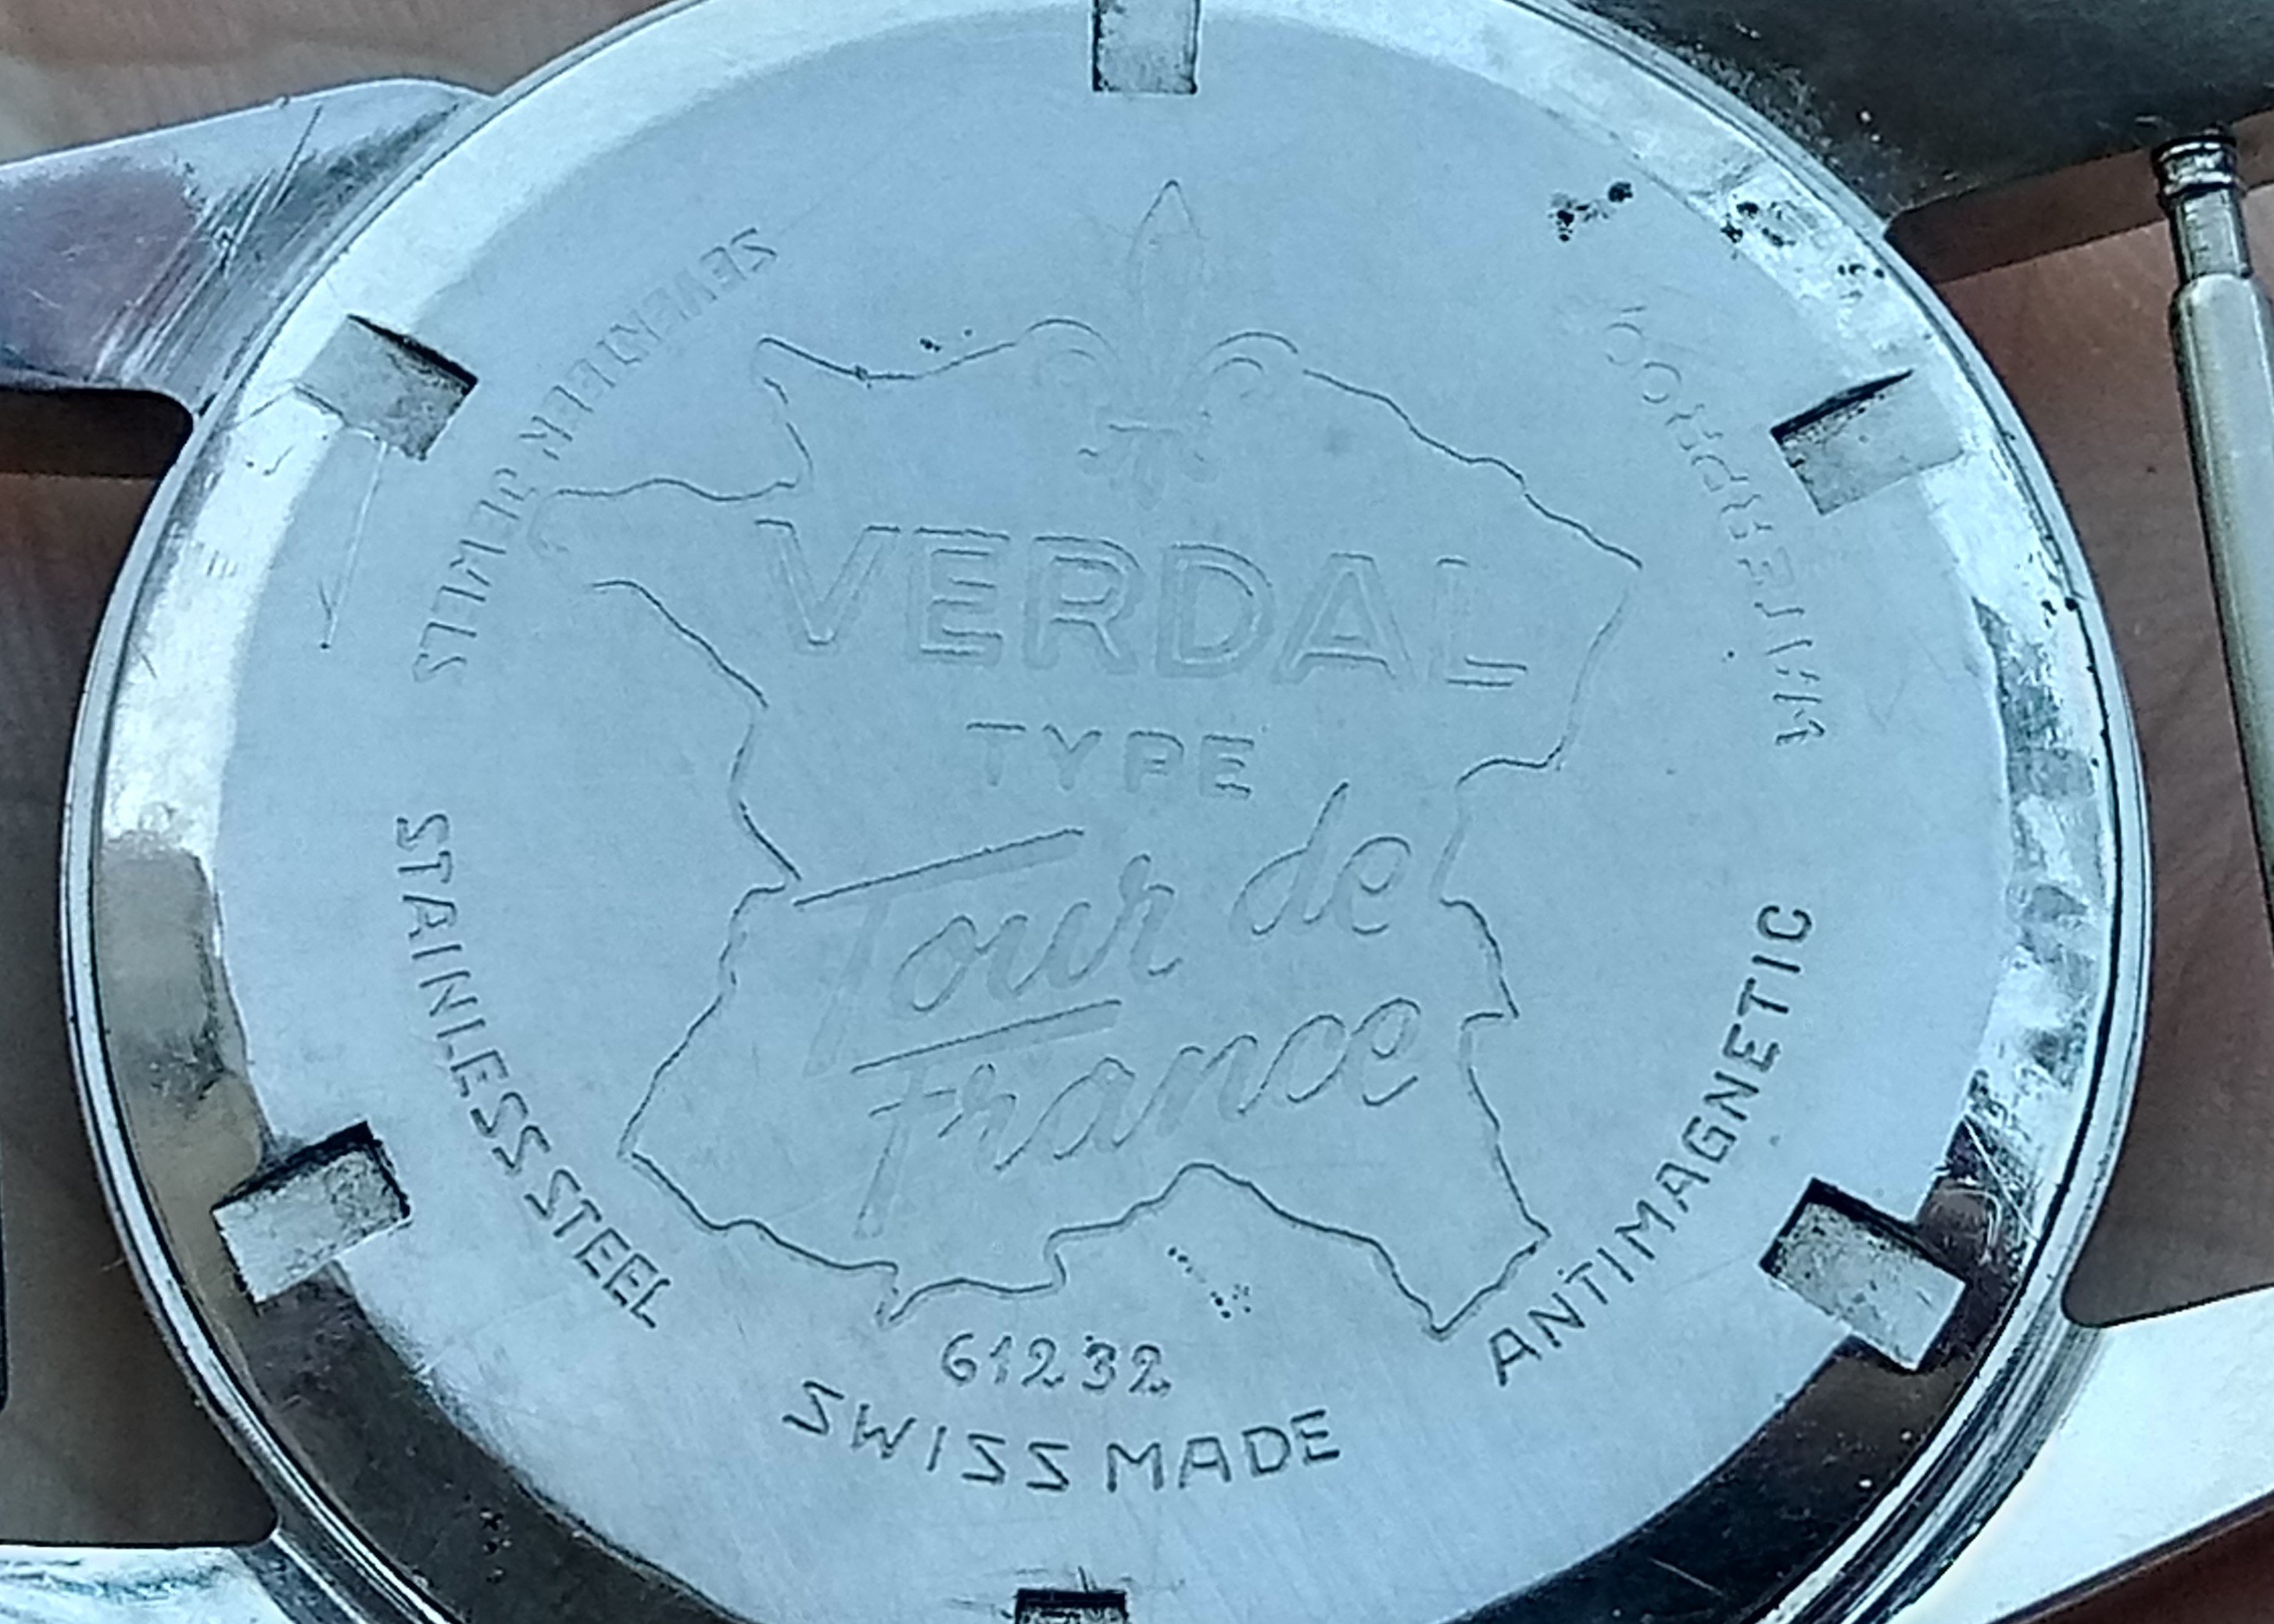 SEVENTEEN JEWELS
WATERPROOF
VERDAL
TYPE
Tour de
France
STAINLESS STEEL
ANTIMAGNETIC
61232
SWISS MADE